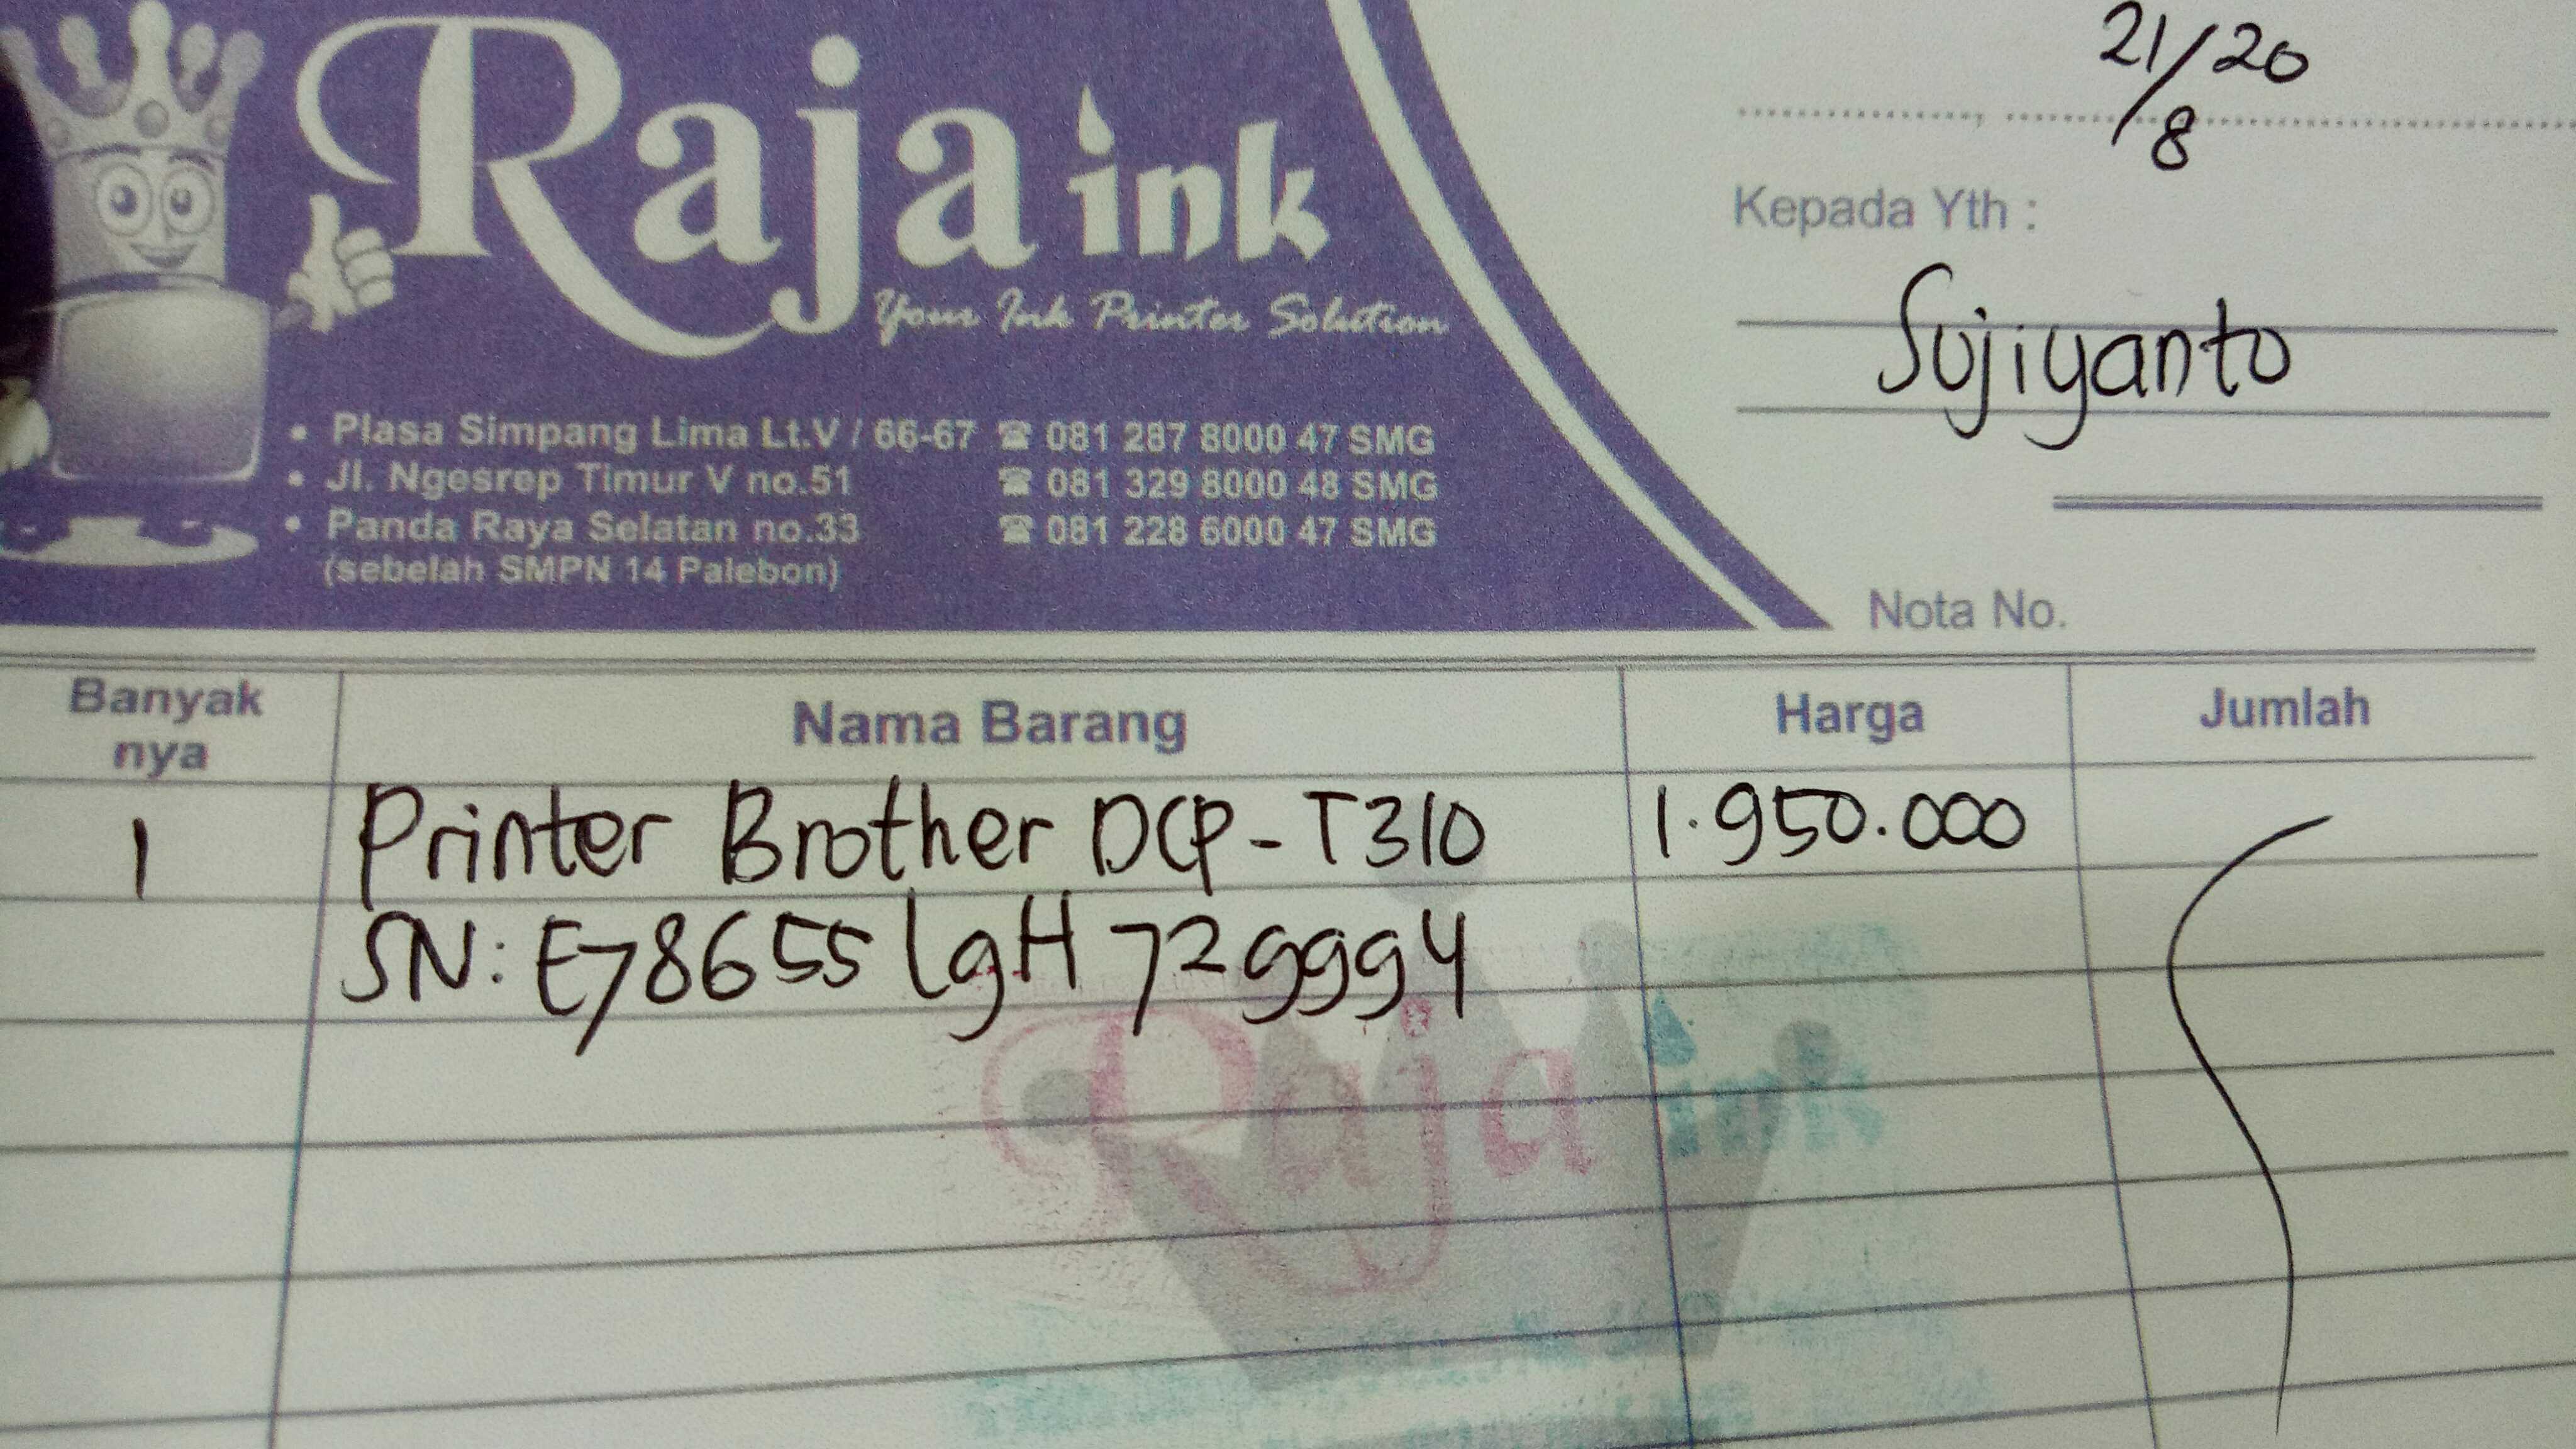 Raja ink
Your Ink Printer Solution
• Plasa Simpang Lima Lt.V / 66-67 ☎ 081 287 8000 47 SMG
• Jl. Ngesrep Timur V no.51 ☎ 081 329 8000 48 SMG
• Panda Raya Selatan no.33 ☎ 081 228 6000 47 SMG
(sebelah SMPN 14 Palebon)
21/8 20
Kepada Yth :
Sujiyanto
Nota No.
Banyak nya Nama Barang Harga Jumlah
1 Printer Brother DCP-T310 1.950.000
SN: E78655 L9H 729994
Raja ink